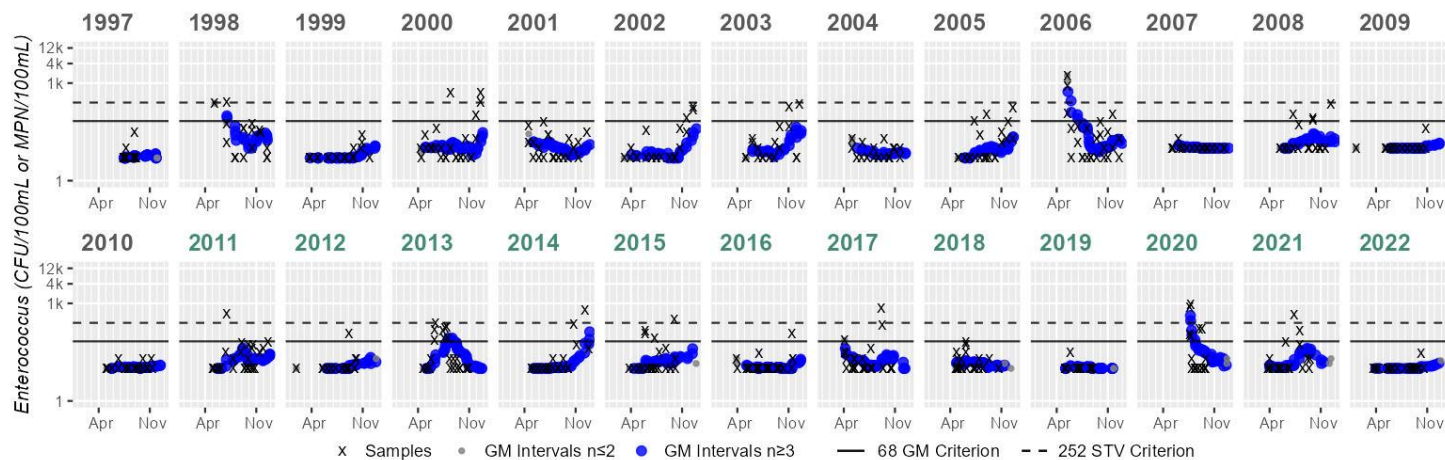 1997 1998 1999 2000 2001 2002 2003 2004 2005 2006 2007 2008 2009
12k
4k
1k
1
Apr Nov Apr Nov Apr Nov Apr Nov Apr Nov Apr Nov Apr Nov Apr Nov Apr Nov Apr Nov Apr Nov Apr Nov Apr Nov
Enterococcus (CFU/100mL or MPN/100mL)
2010 2011 2012 2013 2014 2015 2016 2017 2018 2019 2020 2021 2022
12k
4k
1k
1
Apr Nov Apr Nov Apr Nov Apr Nov Apr Nov Apr Nov Apr Nov Apr Nov Apr Nov Apr Nov Apr Nov Apr Nov Apr Nov
x Samples GM Intervals n≤2 GM Intervals n≥3 68 GM Criterion 252 STV Criterion